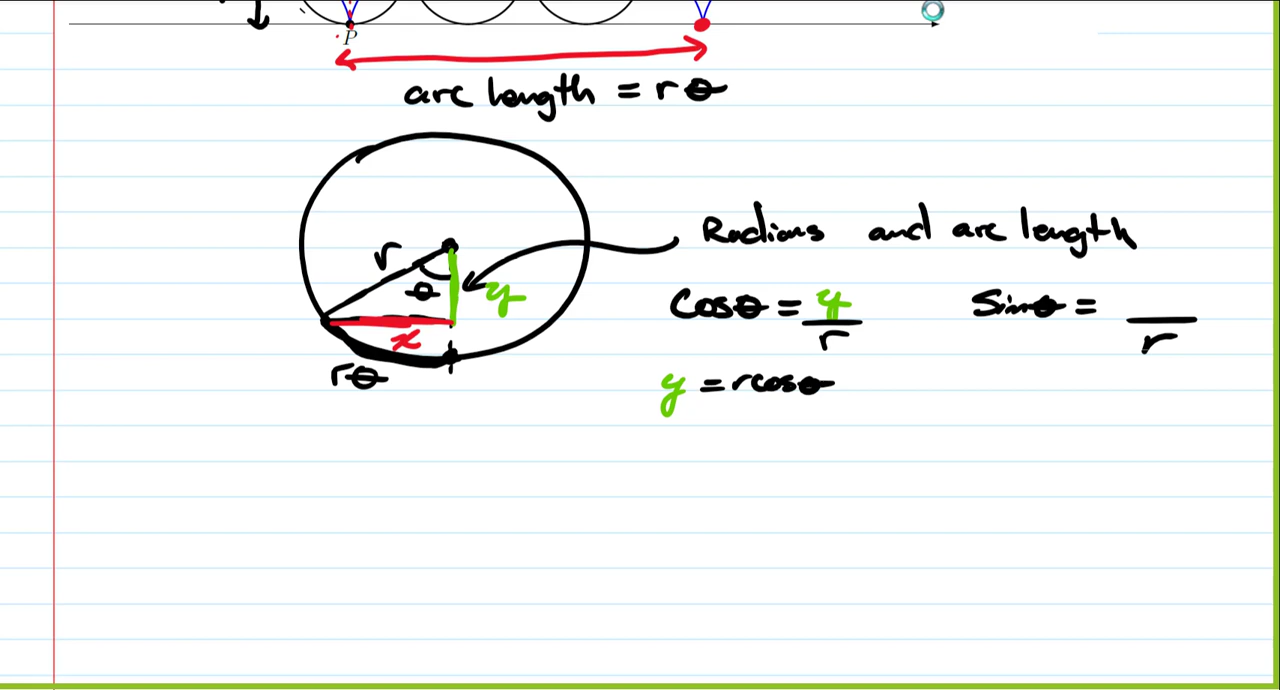 P
arc length = rθ
r
θ
y
x
rθ
Radians and arc length
Cosθ = y/r
Sinθ = /r
y = rcosθ